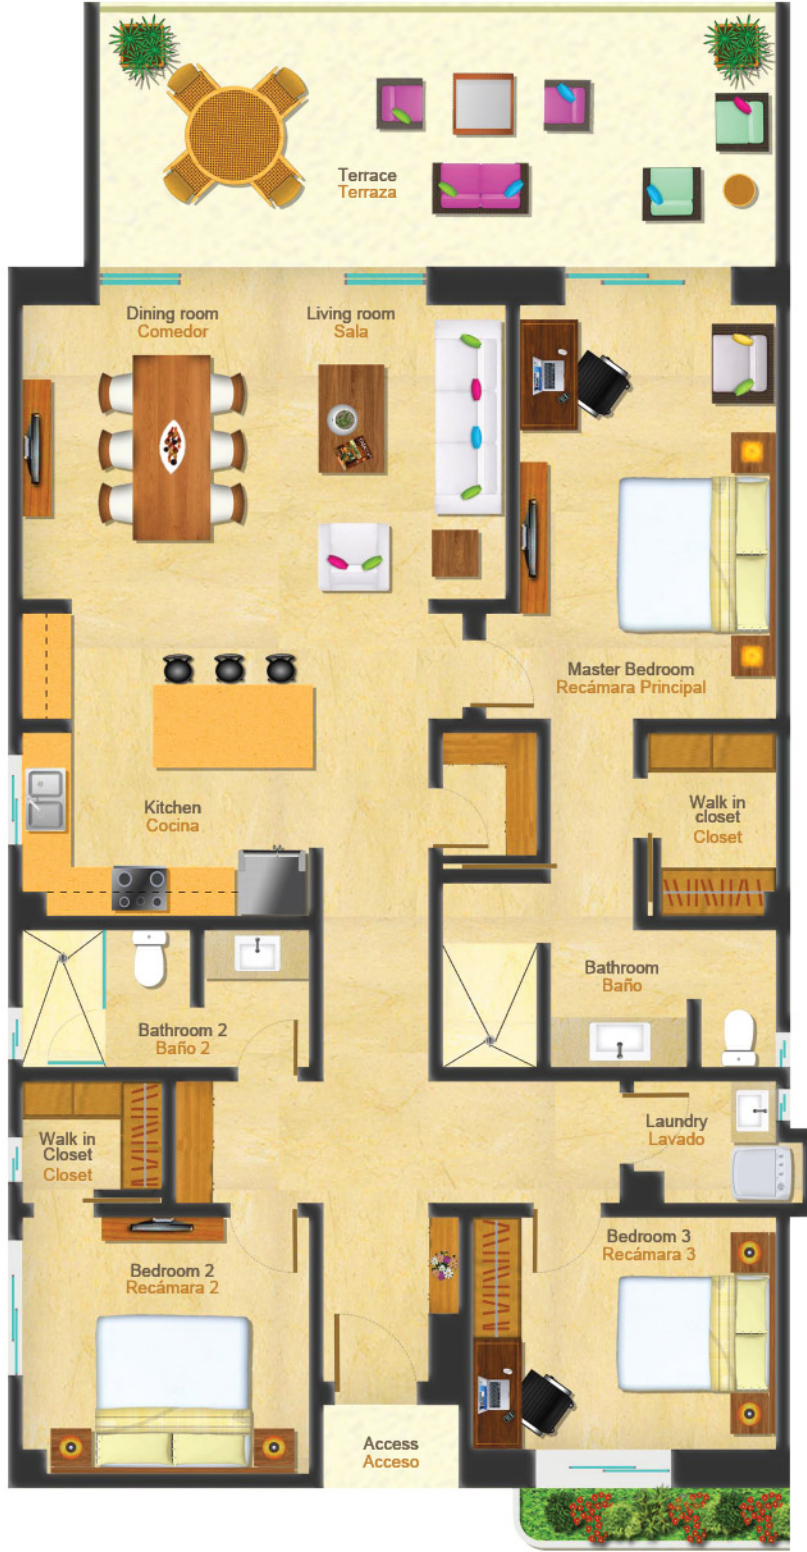 Terrace
Terraza
Dining room
Comedor
Living room
Sala
Master Bedroom
Recámara Principal
Kitchen
Cocina
Walk in
closet
Closet
Bathroom
Baño
Bathroom 2
Baño 2
Laundry
Lavado
Walk in
Closet
Closet
Bedroom 2
Recámara 2
Bedroom 3
Recámara 3
Access
Acceso